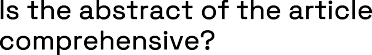 Is the abstract of the article
comprehensive?